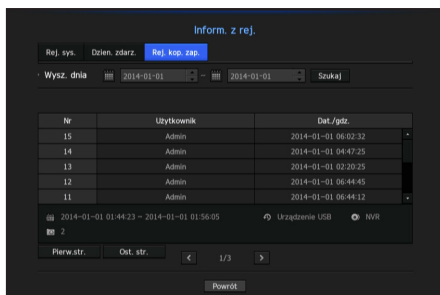 Inform. z rej.
Rej. sys. Dzien. zdarz. Rej. kop. zap.
Wysz. dnia 2014-01-01 ~ 2014-01-01 Szukaj
Nr Użytkownik Dat./gdz.
15 Admin 2014-01-01 06:02:32
14 Admin 2014-01-01 04:47:25
13 Admin 2014-01-01 02:20:25
12 Admin 2014-01-01 06:44:45
11 Admin 2014-01-01 06:44:12
2014-01-01 01:44:23 ~ 2014-01-01 01:56:05 Urządzenie USB NVR
2
Pierw.str. Ost. str. < 1/3 >
Powrót